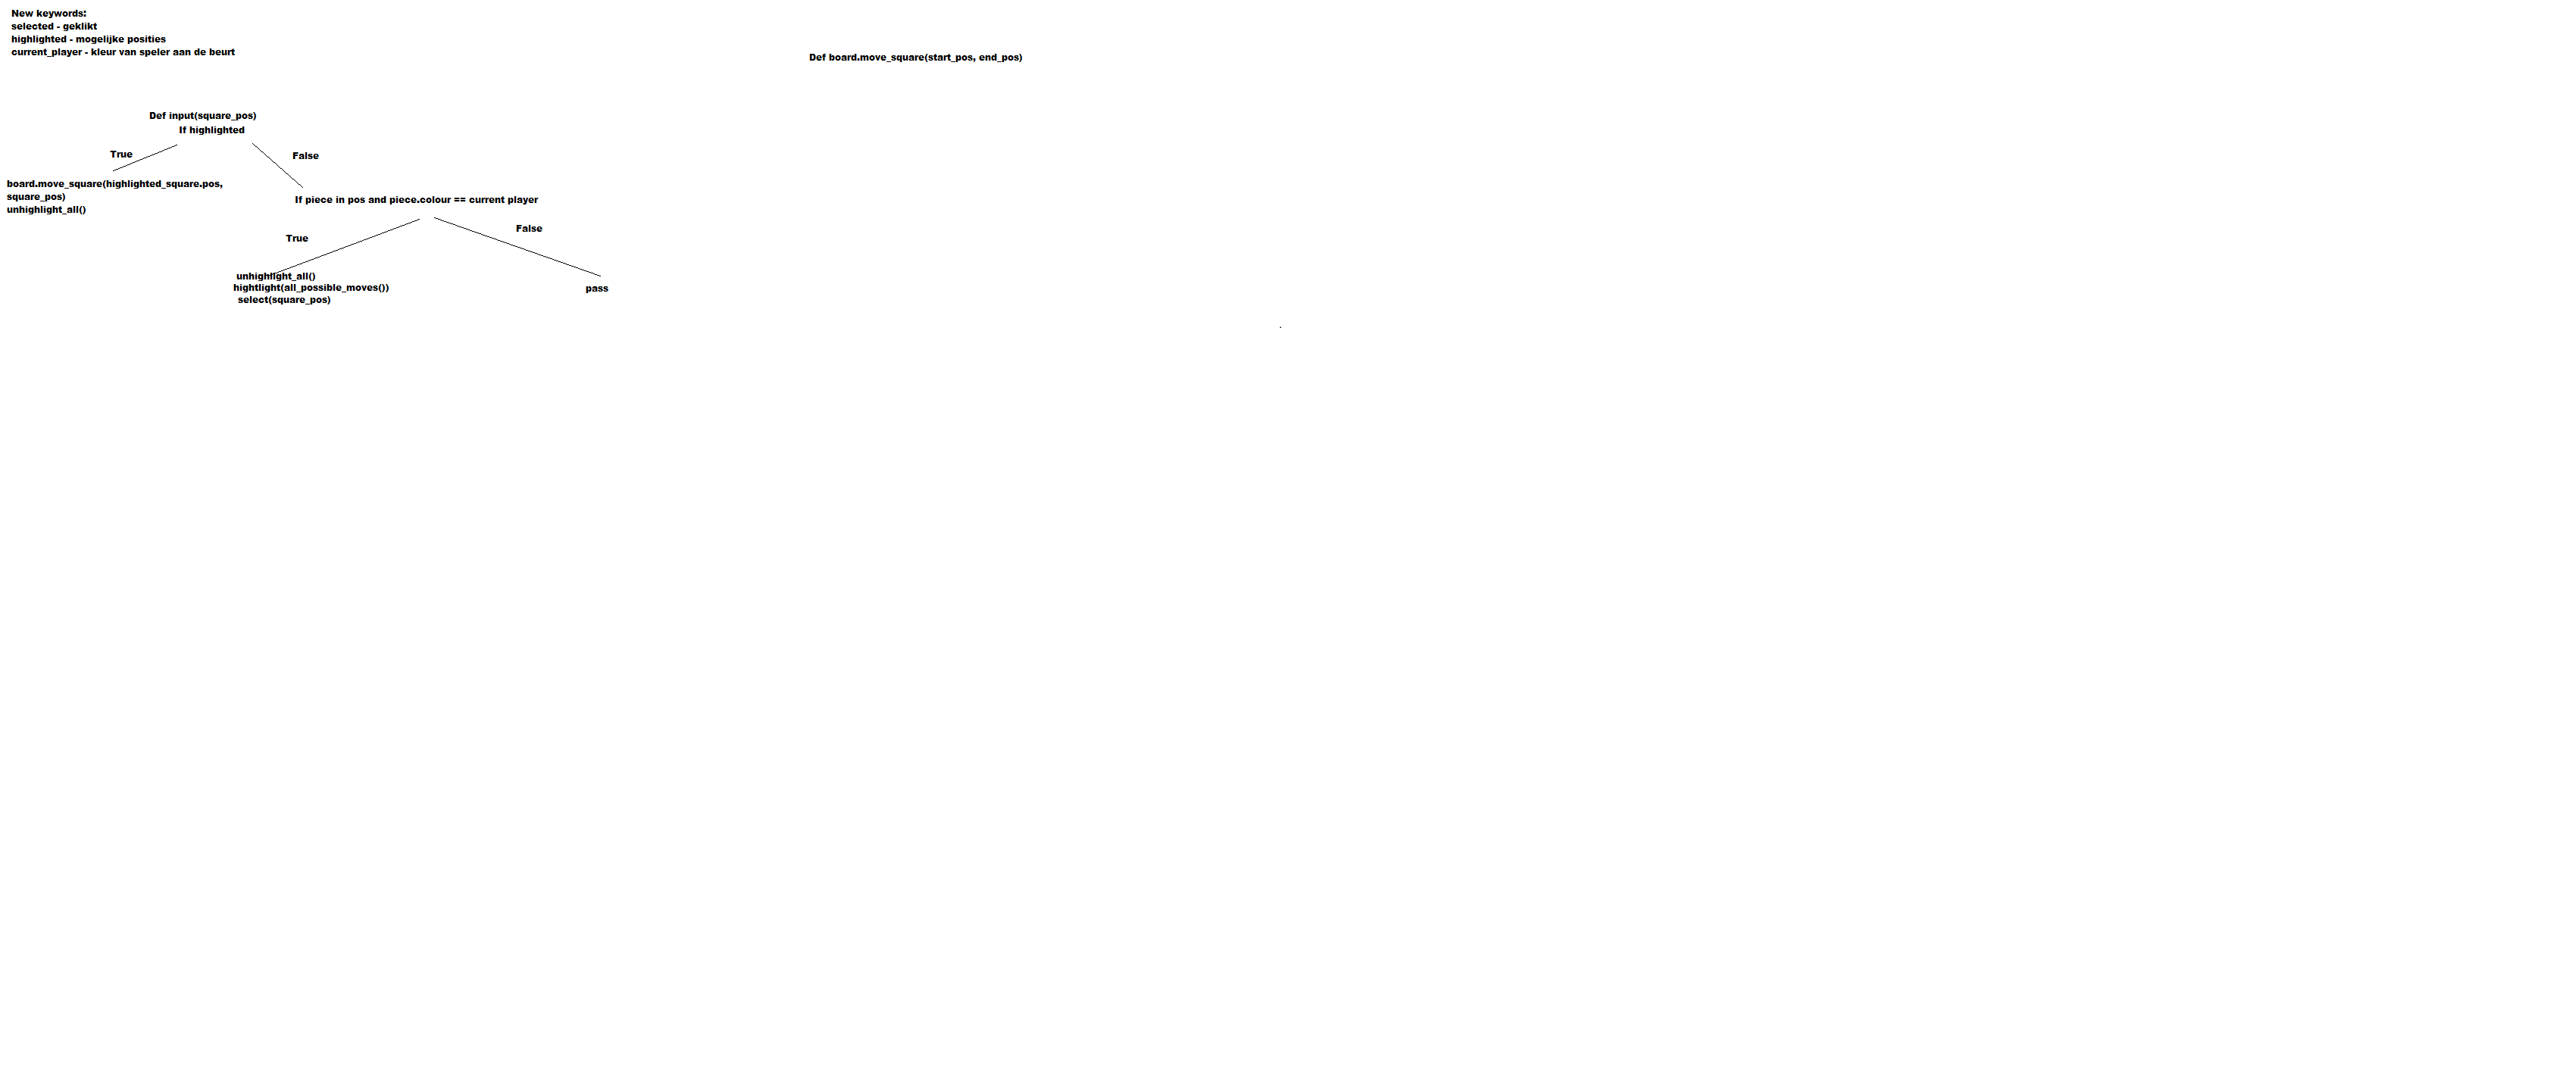 New keywords:
selected - geklikt
highlighted - mogelijke posities
current_player - kleur van speler aan de beurt
Def board.move_square(start_pos, end_pos)
Def input(square_pos)
If highlighted
True
False
board.move_square(highlighted_square.pos,
square_pos)
unhighlight_all()
If piece in pos and piece.colour == current player
True
False
unhighlight_all()
hightlight(all_possible_moves())
select(square_pos)
pass